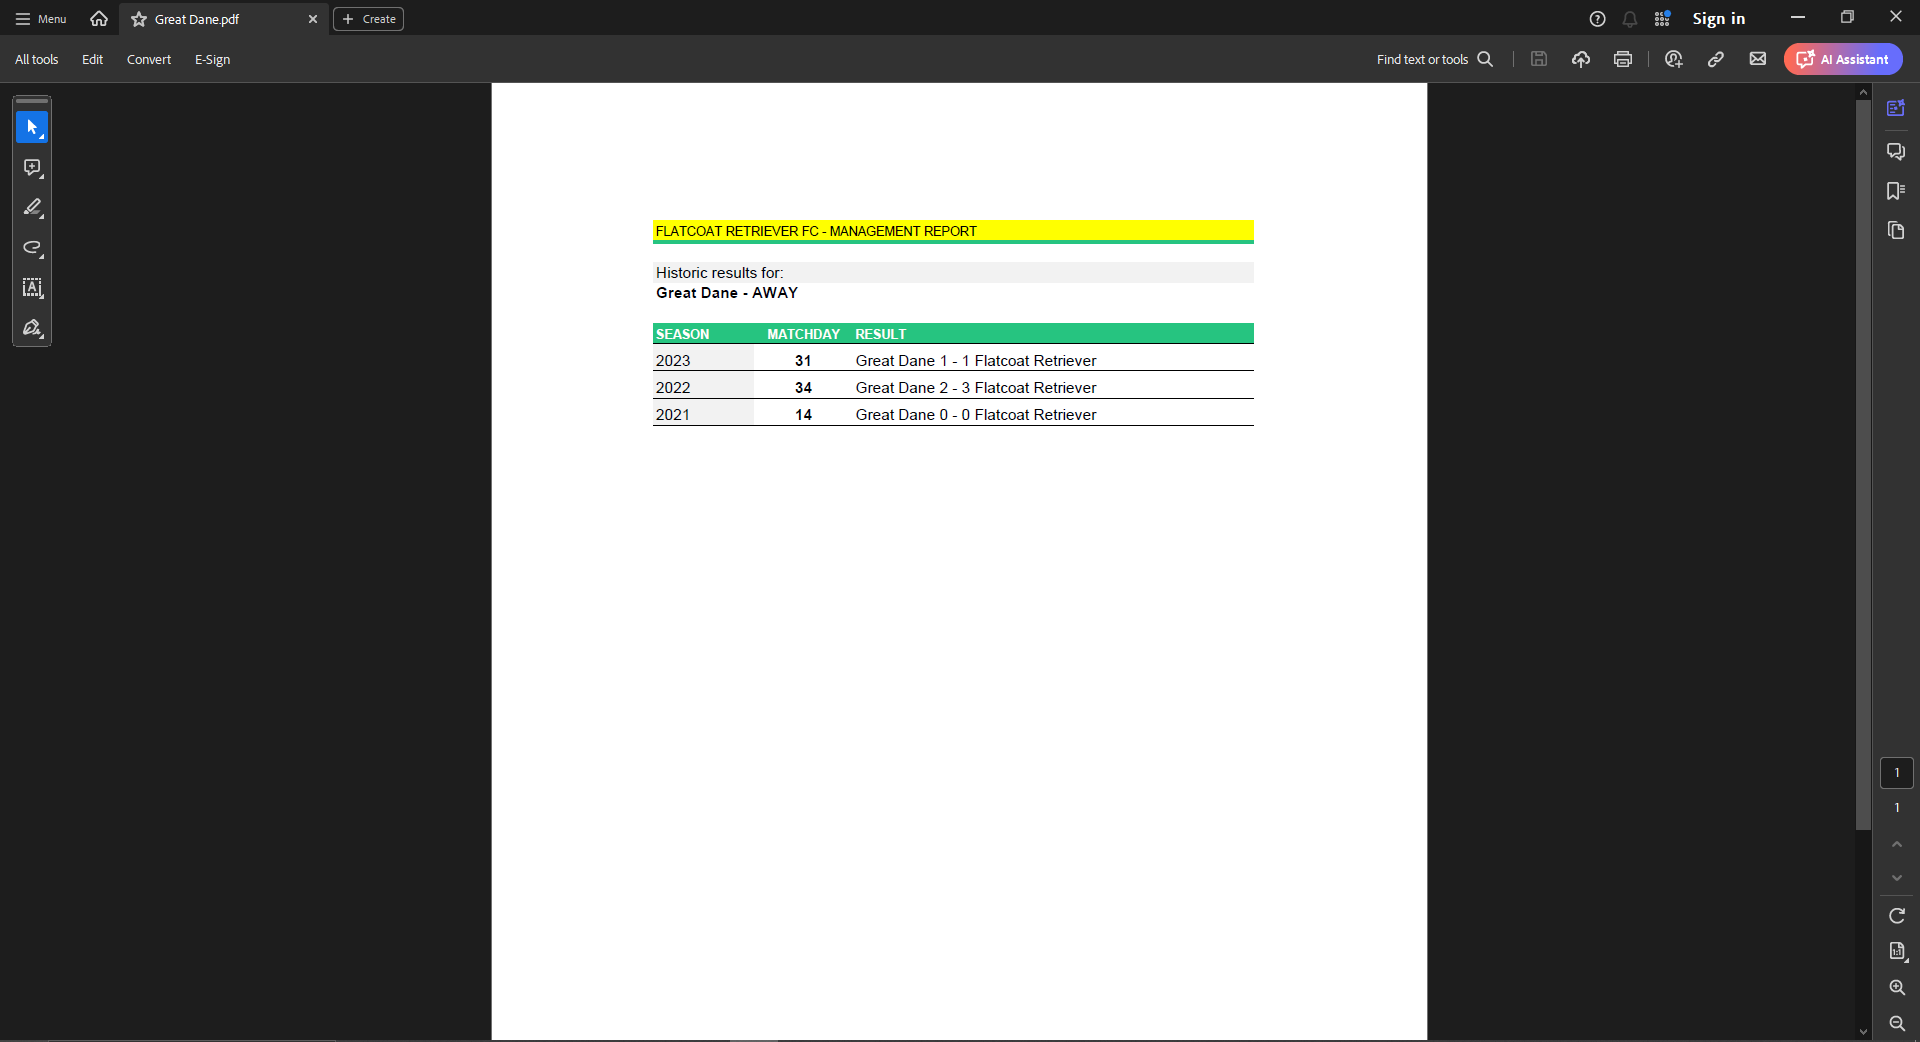 Menu
Great Dane.pdf
Create
Sign in
All tools
Edit
Convert
E-Sign
Find text or tools
AI Assistant
FLATCOAT RETRIEVER FC - MANAGEMENT REPORT
Historic results for:
Great Dane - AWAY
SEASON MATCHDAY RESULT
2023 31 Great Dane 1 - 1 Flatcoat Retriever
2022 34 Great Dane 2 - 3 Flatcoat Retriever
2021 14 Great Dane 0 - 0 Flatcoat Retriever
1
1